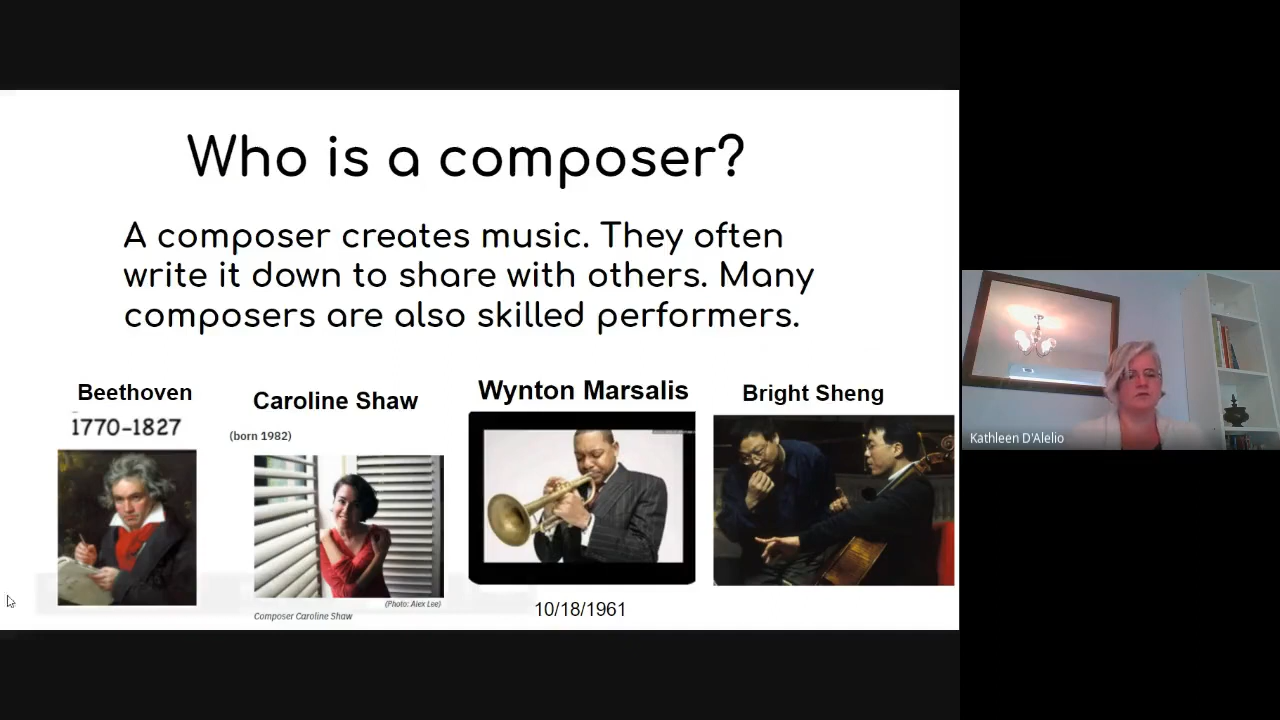 Who is a composer?
A composer creates music. They often
write it down to share with others. Many
composers are also skilled performers.
Beethoven
1770-1827
Caroline Shaw
(born 1982)
(Photo: Alex Lee)
Composer Caroline Shaw
Wynton Marsalis
10/18/1961
Bright Sheng
Kathleen D'Alelio